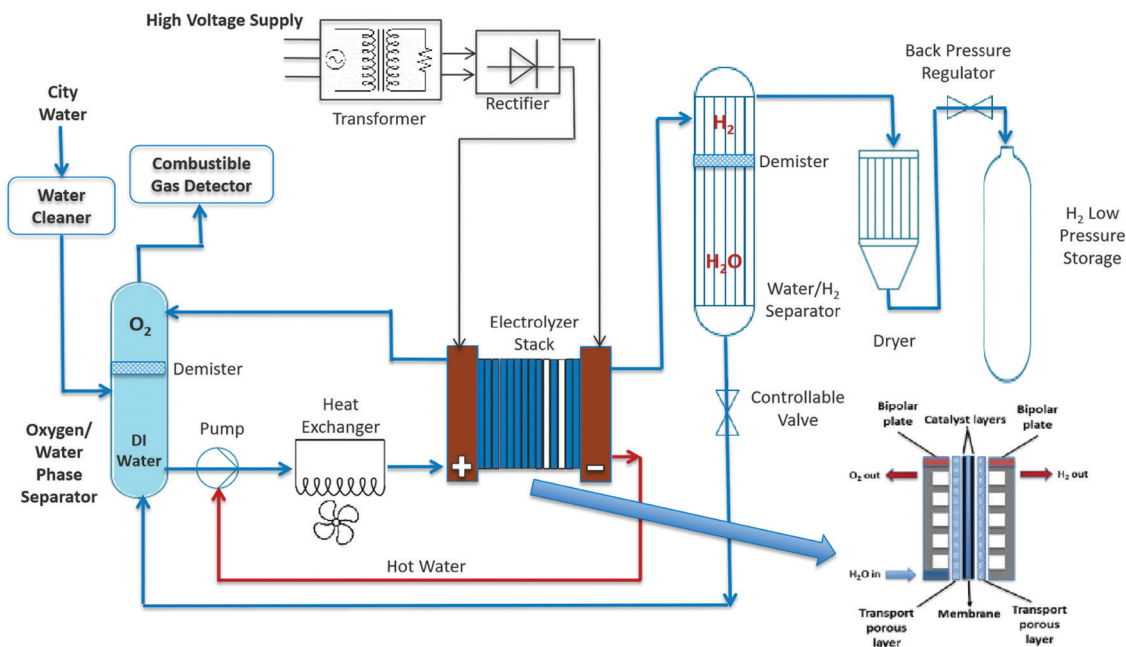 High Voltage Supply
Transformer
Rectifier
Back Pressure
Regulator
City
Water
Combustible
Gas Detector
Water
Cleaner
H₂
Demister
H₂O
Water/H₂
Separator
Dryer
H₂ Low
Pressure
Storage
O₂
Demister
DI
Water
Oxygen/
Water
Phase
Separator
Pump
Heat
Exchanger
Electrolyzer
Stack
+
−
Controllable
Valve
Hot Water
Bipolar
plate
Catalyst layers
Bipolar
plate
O₂ out
H₂ out
H₂O in
Transport
porous
layer
Membrane
Transport
porous
layer